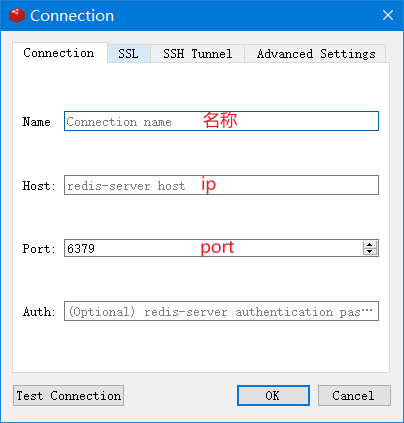 Connection
Connection SSL SSH Tunnel Advanced Settings
Name Connection name 名称
Host: redis-server host ip
Port: 6379 port
Auth: (Optional) redis-server authentication pas…
Test Connection OK Cancel